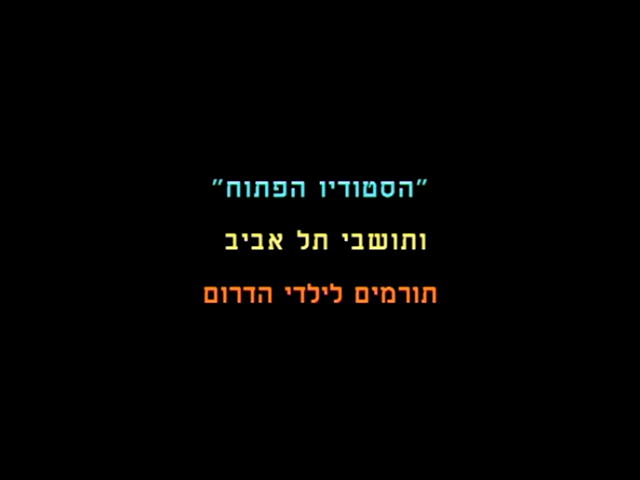 "הסטודיו הפתוח"
ותושבי תל אביב
תורמים לילדי הדרום